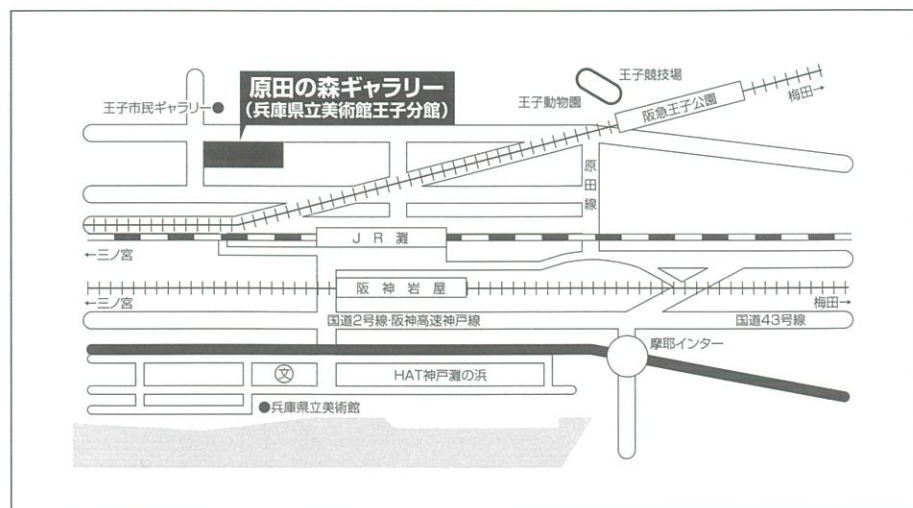 原田の森ギャラリー
(兵庫県立美術館王子分館)
王子市民ギャラリー
王子競技場
王子動物園
阪急王子公園
梅田→
原田線
JR灘
←三ノ宮
阪神岩屋
←三ノ宮
梅田→
国道2号線・阪神高速神戸線
国道43号線
摩耶インター
文
HAT神戸灘の浜
兵庫県立美術館